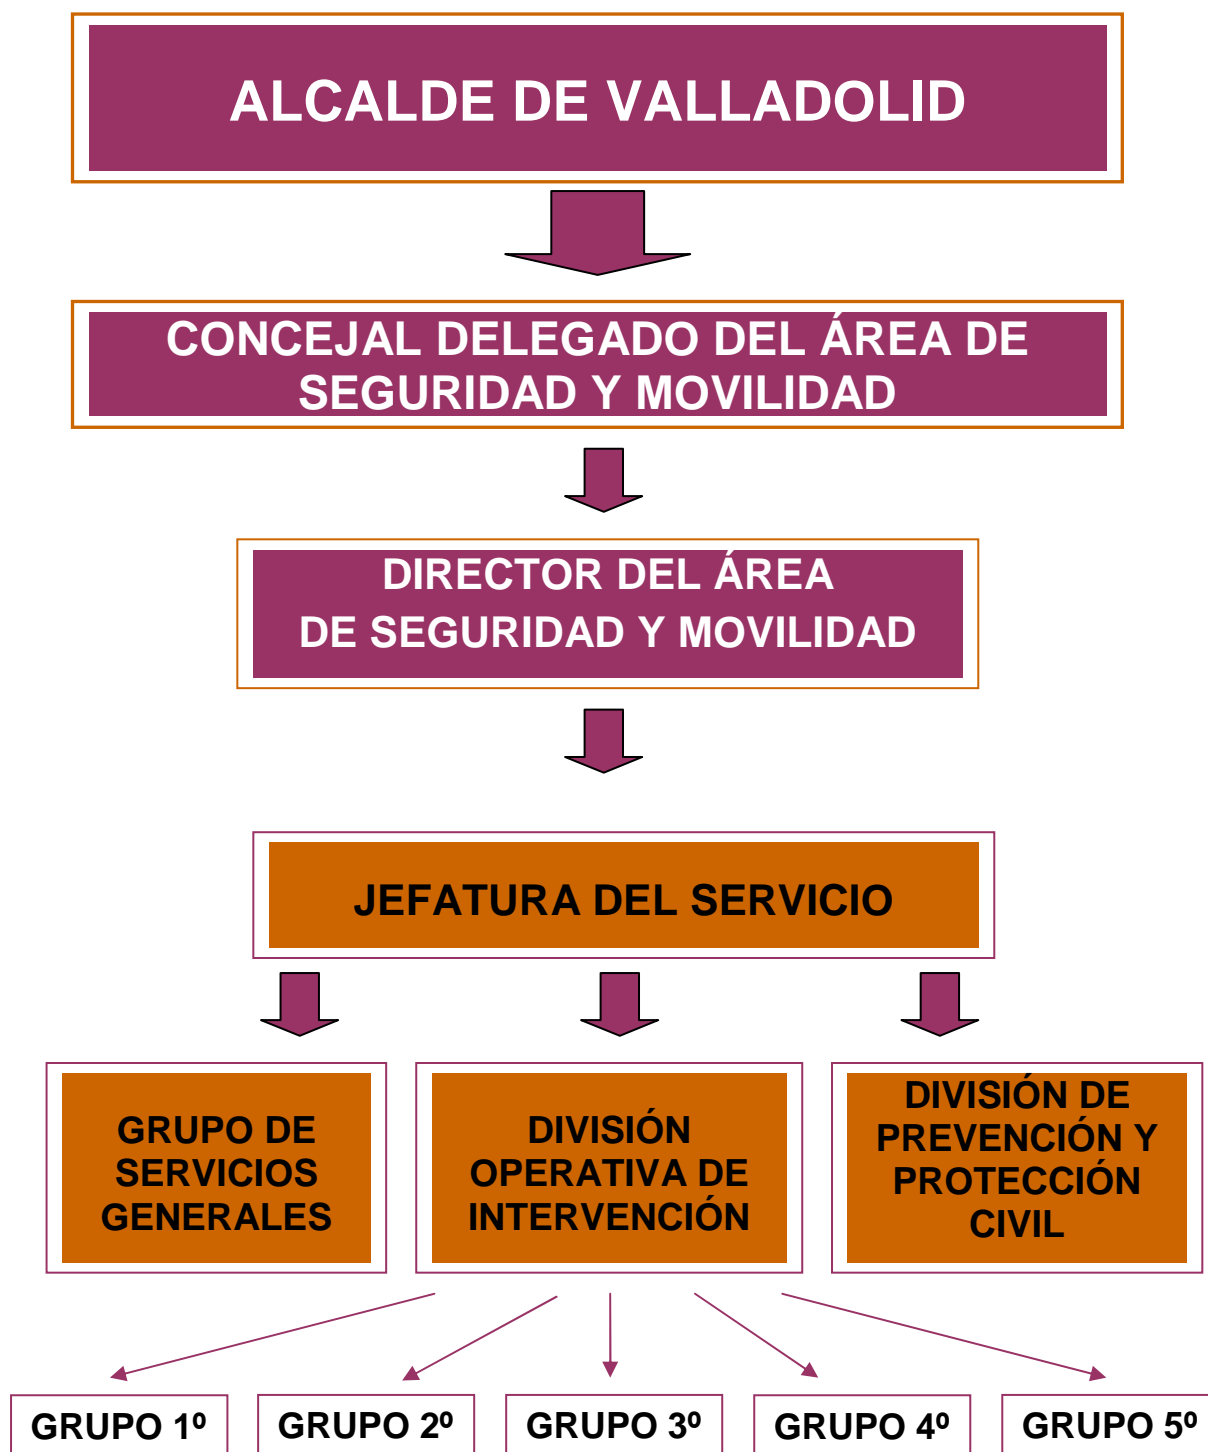 ALCALDE DE VALLADOLID
CONCEJAL DELEGADO DEL ÁREA DE
SEGURIDAD Y MOVILIDAD
DIRECTOR DEL ÁREA
DE SEGURIDAD Y MOVILIDAD
JEFATURA DEL SERVICIO
GRUPO DE
SERVICIOS
GENERALES
DIVISIÓN
OPERATIVA DE
INTERVENCIÓN
DIVISIÓN DE
PREVENCIÓN Y
PROTECCIÓN
CIVIL
GRUPO 1º
GRUPO 2º
GRUPO 3º
GRUPO 4º
GRUPO 5º